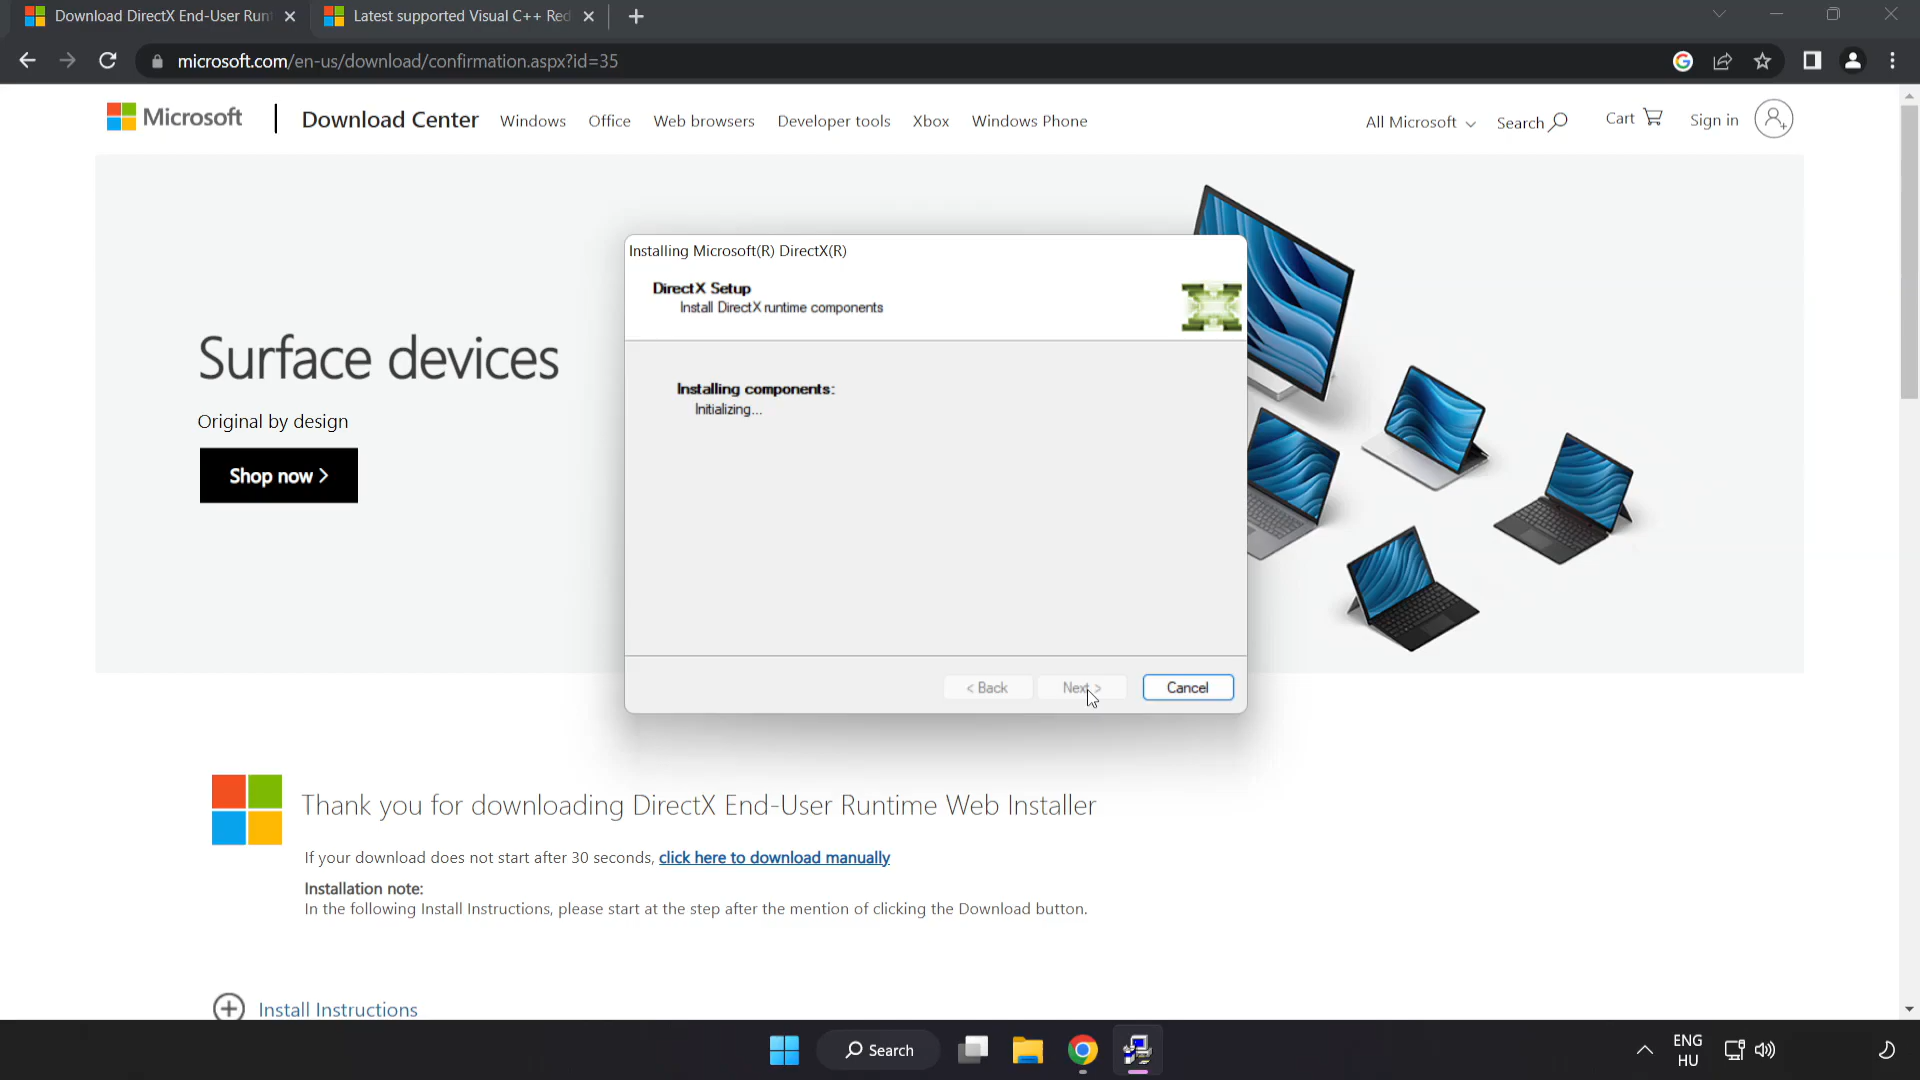 Download DirectX End-User Run
Latest supported Visual C++ Red
microsoft.com/en-us/download/confirmation.aspx?id=35
Microsoft
Download Center
Windows
Office
Web browsers
Developer tools
Xbox
Windows Phone
All Microsoft
Search
Cart
Sign in
Surface devices
Original by design
Shop now >
Installing Microsoft(R) DirectX(R)
DirectX Setup
Install DirectX runtime components
Installing components:
Initializing...
< Back
Next >
Cancel
Thank you for downloading DirectX End-User Runtime Web Installer
If your download does not start after 30 seconds, click here to download manually
Installation note:
In the following Install Instructions, please start at the step after the mention of clicking the Download button.
Install Instructions
Search
ENG
HU